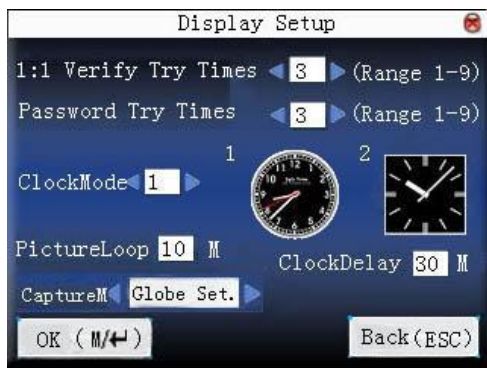 Display Setup
1:1 Verify Try Times 3 (Range 1-9)
Password Try Times 3 (Range 1-9)
1 2
ClockMode 1
PictureLoop 10 M
ClockDelay 30 M
CaptureM Globe Set.
OK (M/↵) Back(ESC)